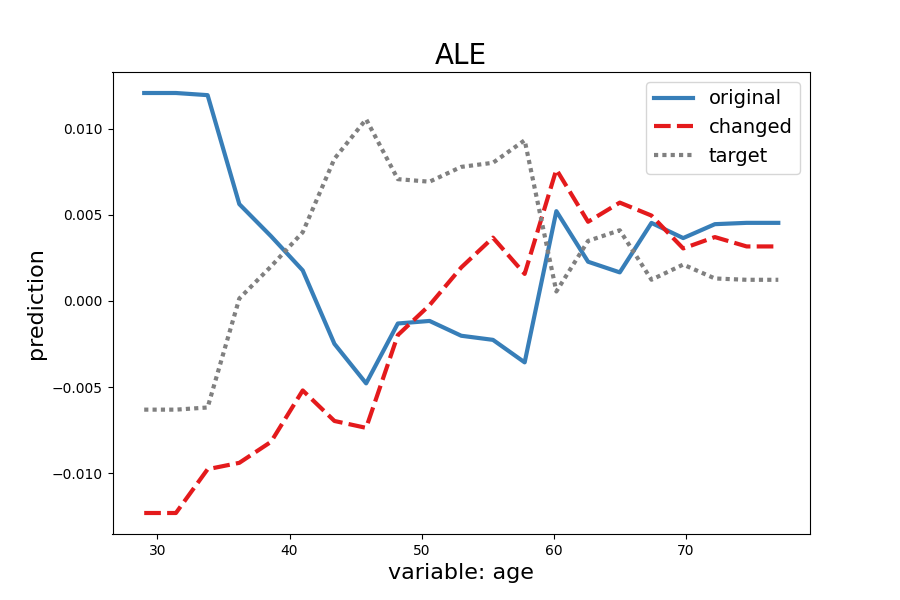 ALE
original
changed
target
0.010
0.005
0.000
−0.005
−0.010
prediction
30 40 50 60 70
variable: age